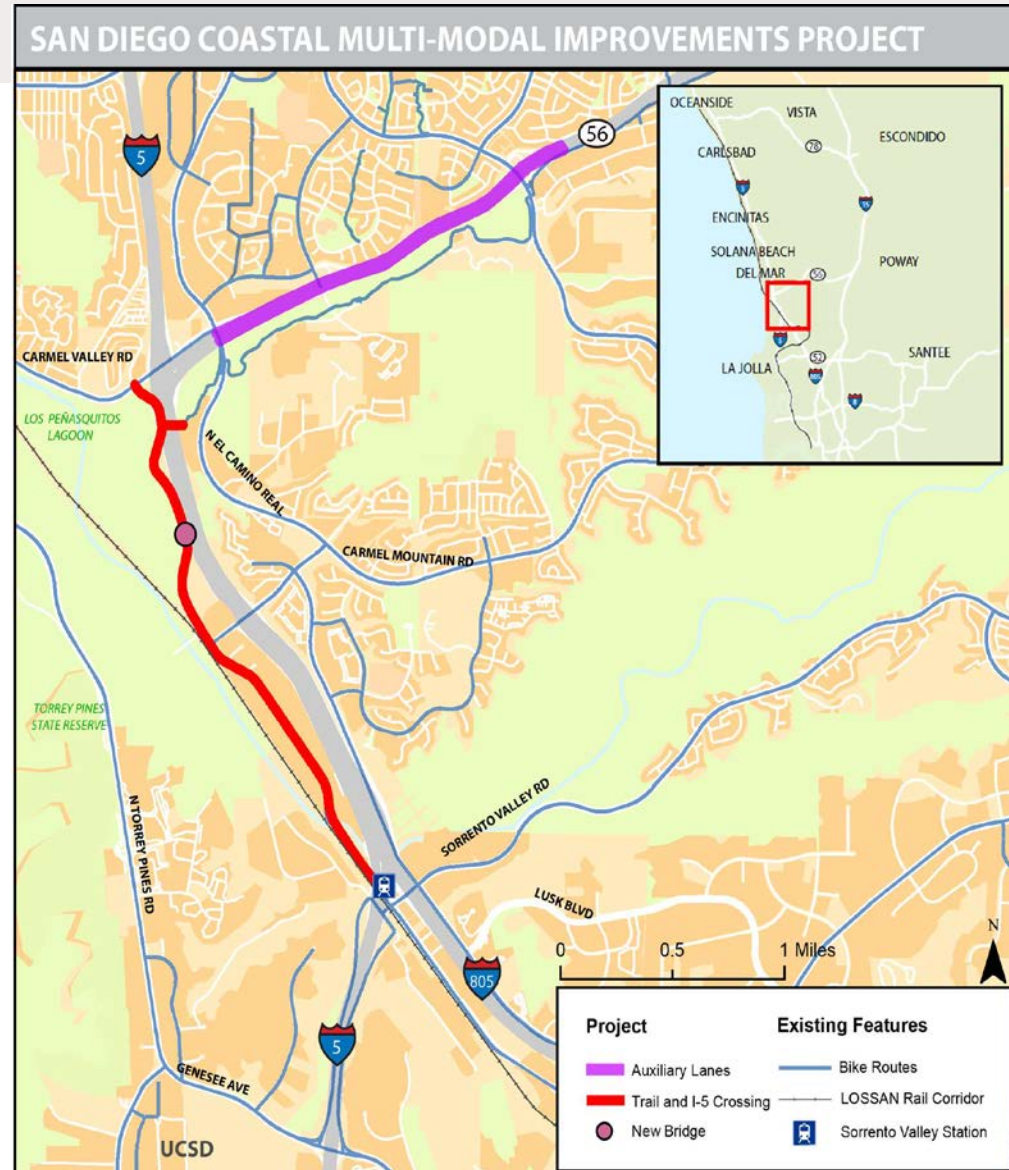 SAN DIEGO COASTAL MULTI-MODAL IMPROVEMENTS PROJECT
5
56
OCEANSIDE
VISTA
78
ESCONDIDO
CARLSBAD
5
15
ENCINITAS
SOLANA BEACH
DEL MAR
56
POWAY
5
LA JOLLA
52
SANTEE
805
8
CARMEL VALLEY RD
LOS PEÑASQUITOS
LAGOON
N EL CAMINO REAL
CARMEL MOUNTAIN RD
TORREY PINES
STATE RESERVE
N TORREY PINES RD
SORRENTO VALLEY RD
LUSK BLVD
805
5
GENESEE AVE
UCSD
N
0 0.5 1 Miles
Project
Auxiliary Lanes
Trail and I-5 Crossing
New Bridge
Existing Features
Bike Routes
LOSSAN Rail Corridor
Sorrento Valley Station